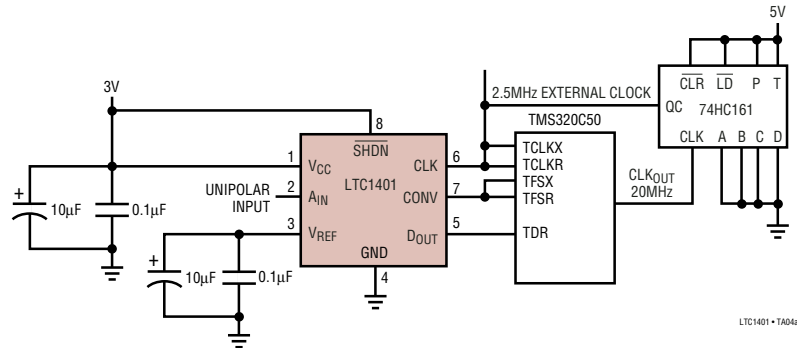 5V
CLR LD P T
QC 74HC161
CLK A B C D
2.5MHz EXTERNAL CLOCK
TMS320C50
TCLKX
TCLKR
TFSX
TFSR
TDR
CLKOUT
20MHz
3V
8
SHDN
1 VCC CLK 6
LTC1401
UNIPOLAR
INPUT
2 AIN CONV 7
3 VREF DOUT 5
GND
4
+
10µF
0.1µF
+
10µF
0.1µF
LTC1401 • TA04a